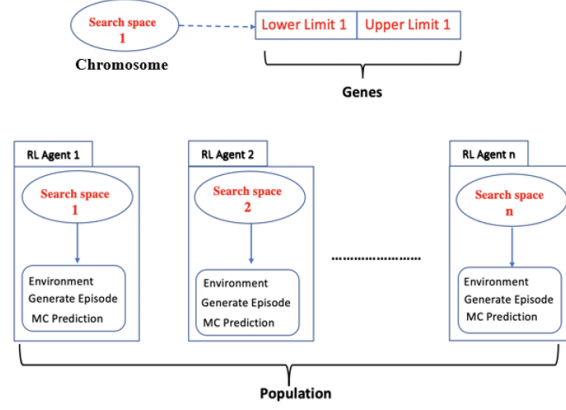 Search space
1
Lower Limit 1
Upper Limit 1
Chromosome
Genes
RL Agent 1
RL Agent 2
RL Agent n
Search space
1
Search space
2
Search space
n
Environment
Generate Episode
MC Prediction
Environment
Generate Episode
MC Prediction
Environment
Generate Episode
MC Prediction
Population